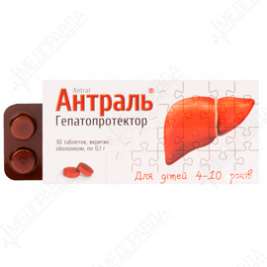 Antral
Антраль®
Гепатопротектор
30 таблеток, вкритих
оболонкою, по 0,1 г
Для дітей 4-10 років